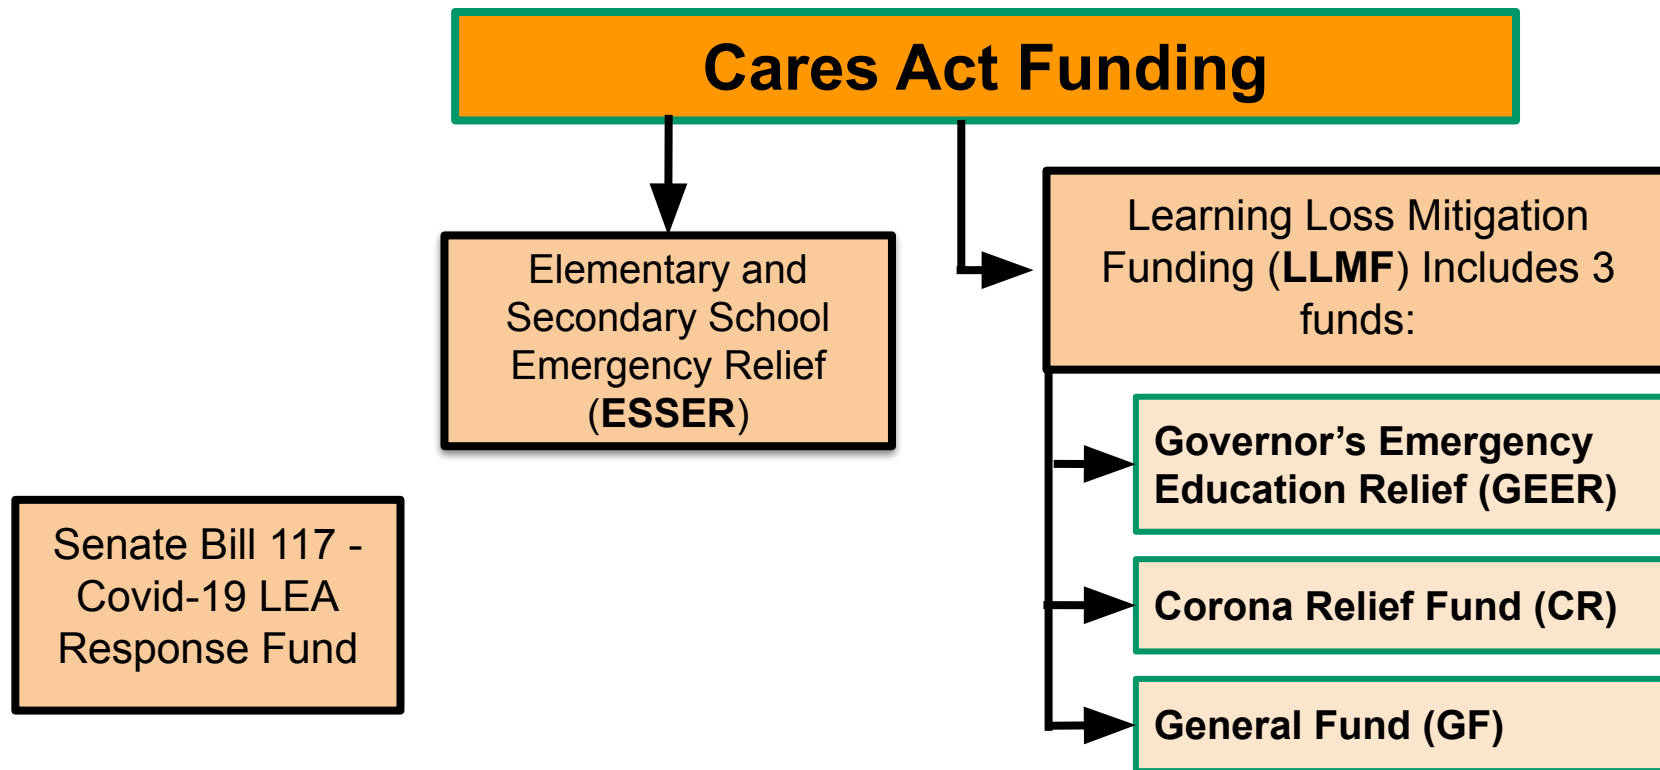 Cares Act Funding
Elementary and
Secondary School
Emergency Relief
(ESSER)
Learning Loss Mitigation
Funding (LLMF) Includes 3
funds:
Governor’s Emergency
Education Relief (GEER)
Corona Relief Fund (CR)
General Fund (GF)
Senate Bill 117 -
Covid-19 LEA
Response Fund